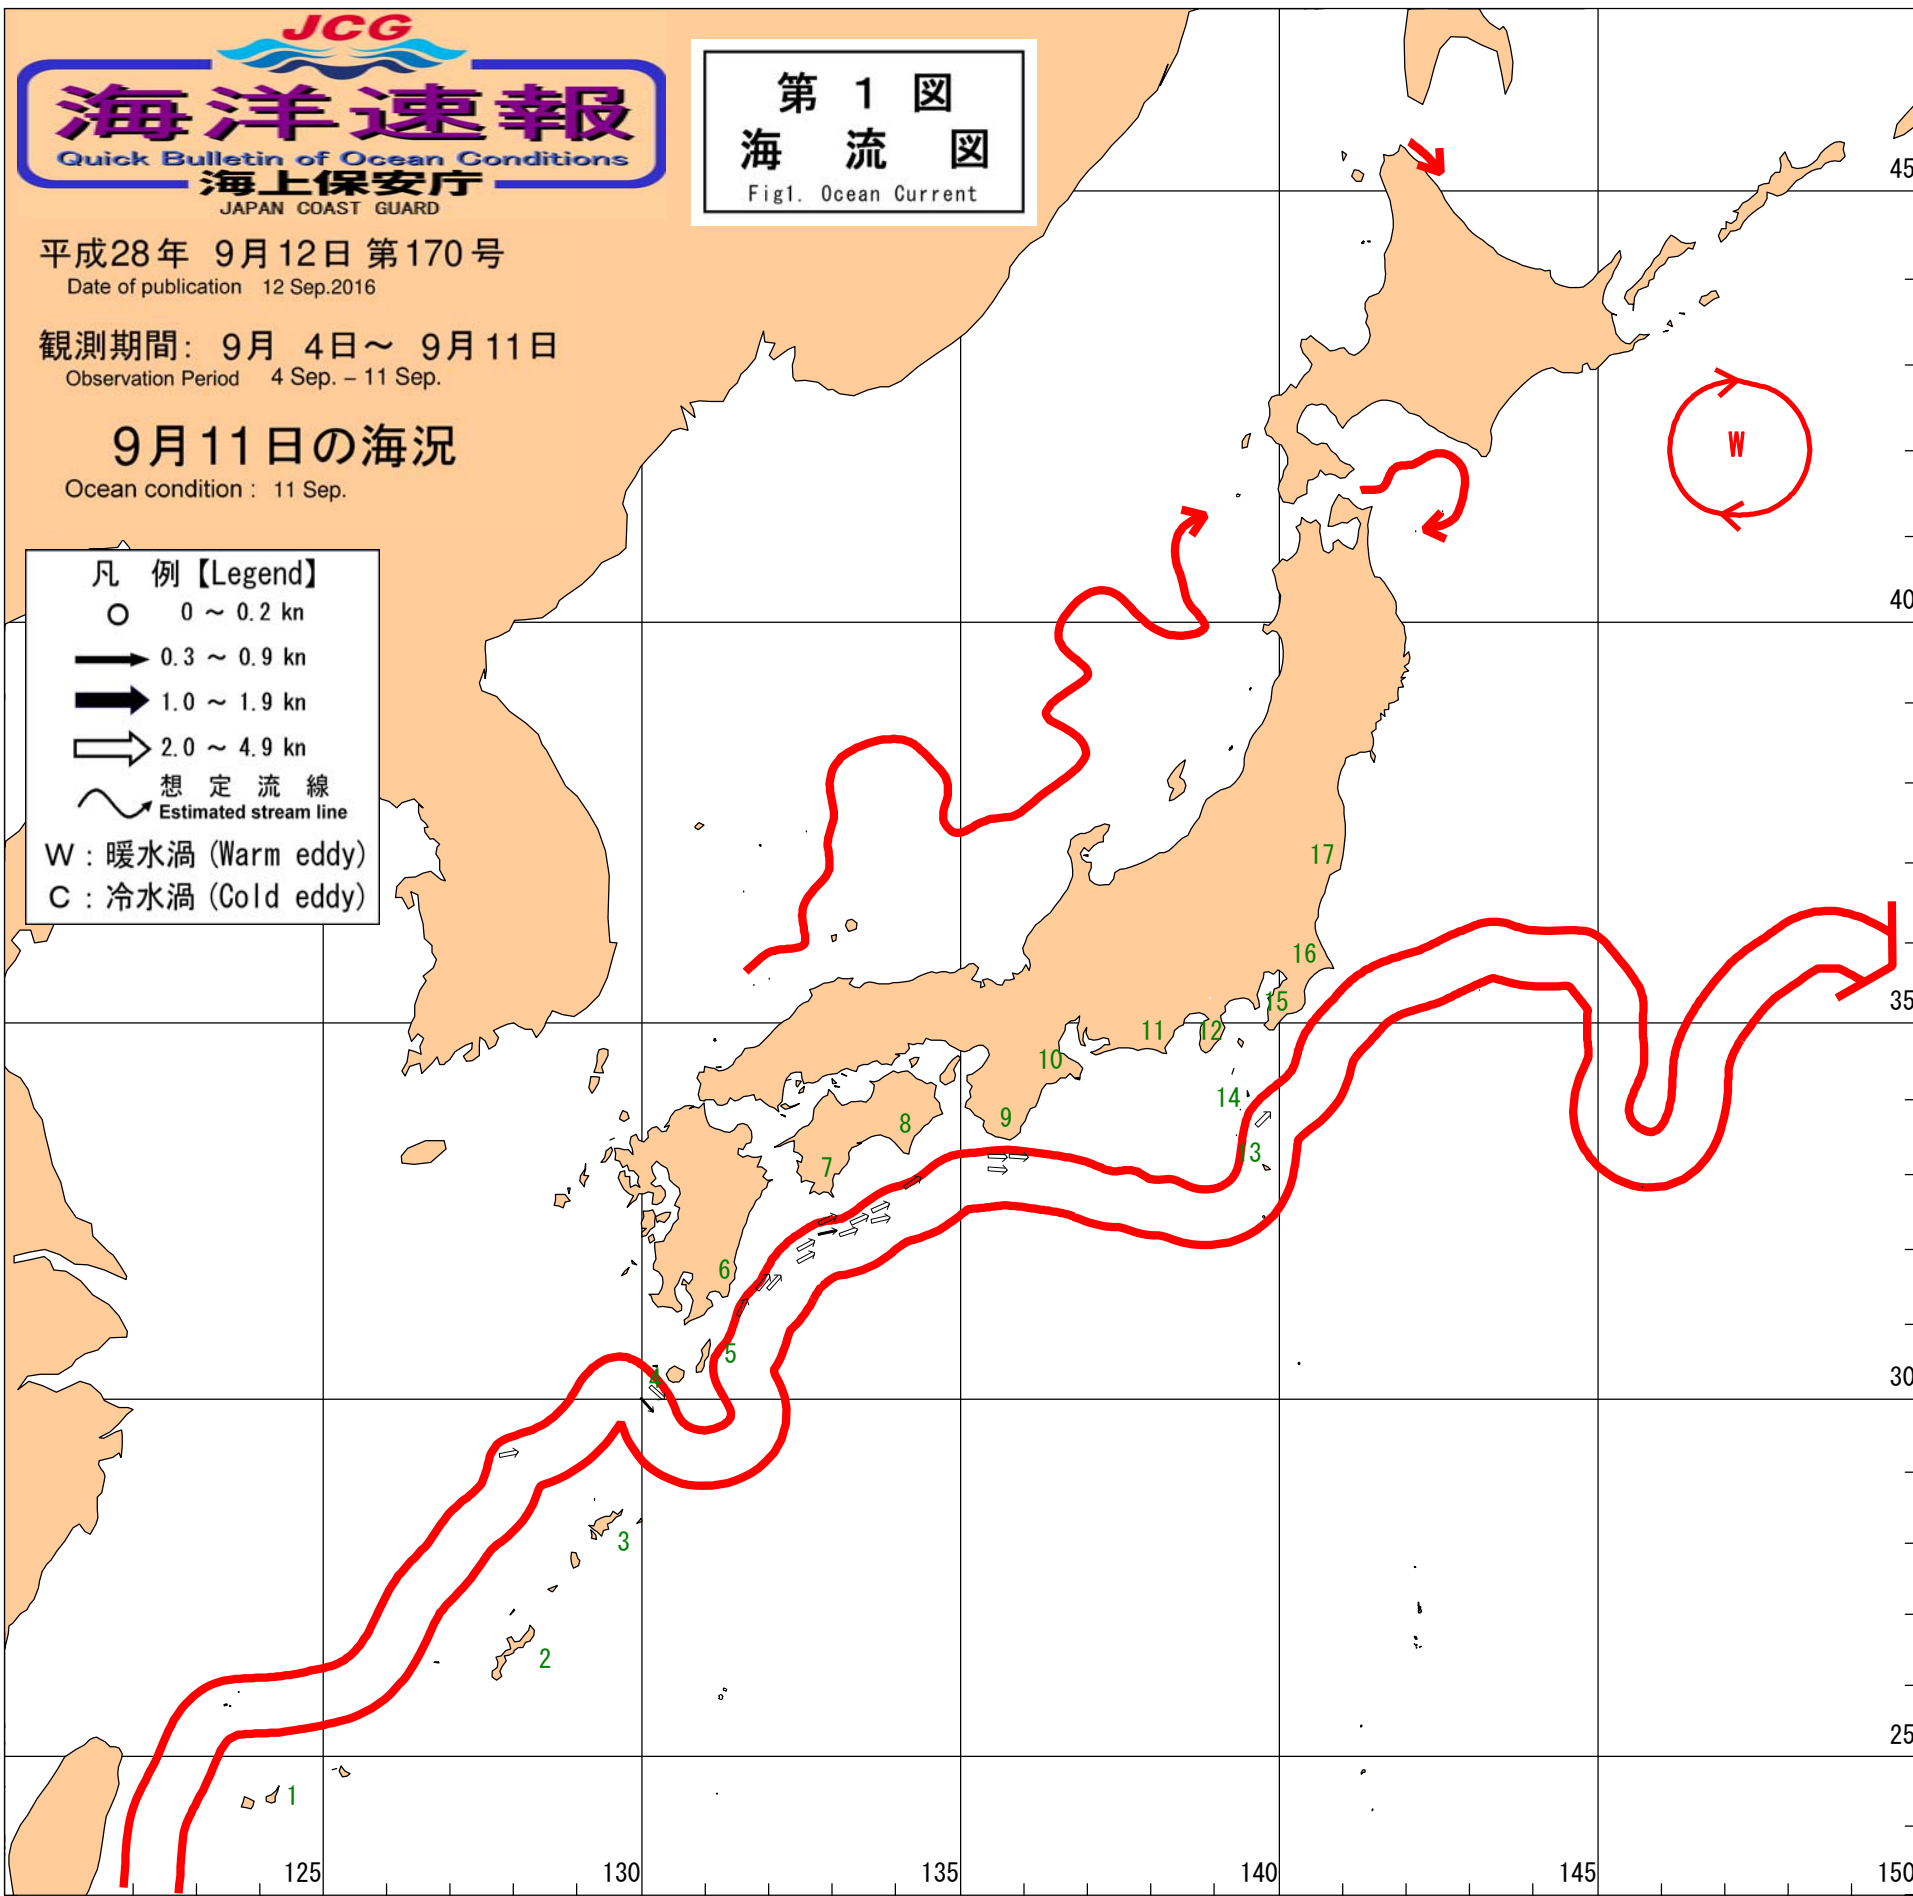 JCG
海洋速報
Quick Bulletin of Ocean Conditions
海上保安庁
JAPAN COAST GUARD
第 1 図
海 流 図
Fig1. Ocean Current
平成28年 9月12日 第170号
Date of publication 12 Sep.2016
観測期間: 9月 4日～ 9月11日
Observation Period 4 Sep. – 11 Sep.
9月11日の海況
Ocean condition : 11 Sep.
凡 例【Legend】
0 ～ 0.2 kn
0.3 ～ 0.9 kn
1.0 ～ 1.9 kn
2.0 ～ 4.9 kn
想 定 流 線
Estimated stream line
W : 暖水渦 (Warm eddy)
C : 冷水渦 (Cold eddy)
45
W
40
17
16
35
15
11
12
10
14
9
8
13
7
6
5
4
30
3
2
25
1
125
130
135
140
145
150